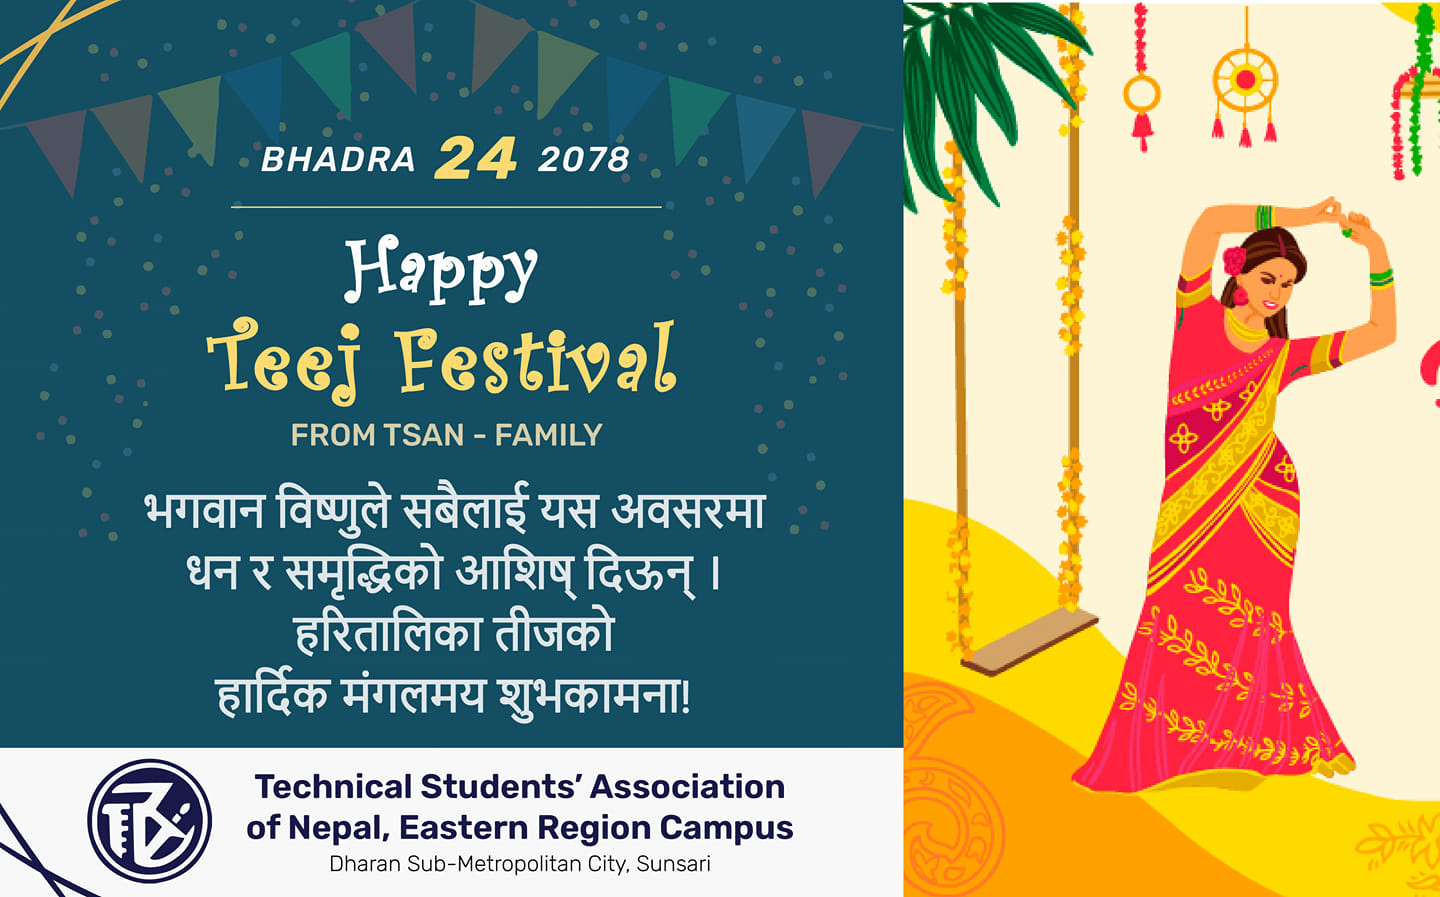 BHADRA 24 2078
Happy
Teej Festival
FROM TSAN - FAMILY
भगवान विष्णुले सबैलाई यस अवसरमा
धन र समृद्धिको आशिष् दिऊन् ।
हरितालिका तीजको
हार्दिक मंगलमय शुभकामना!
Technical Students’ Association
of Nepal, Eastern Region Campus
Dharan Sub-Metropolitan City, Sunsari